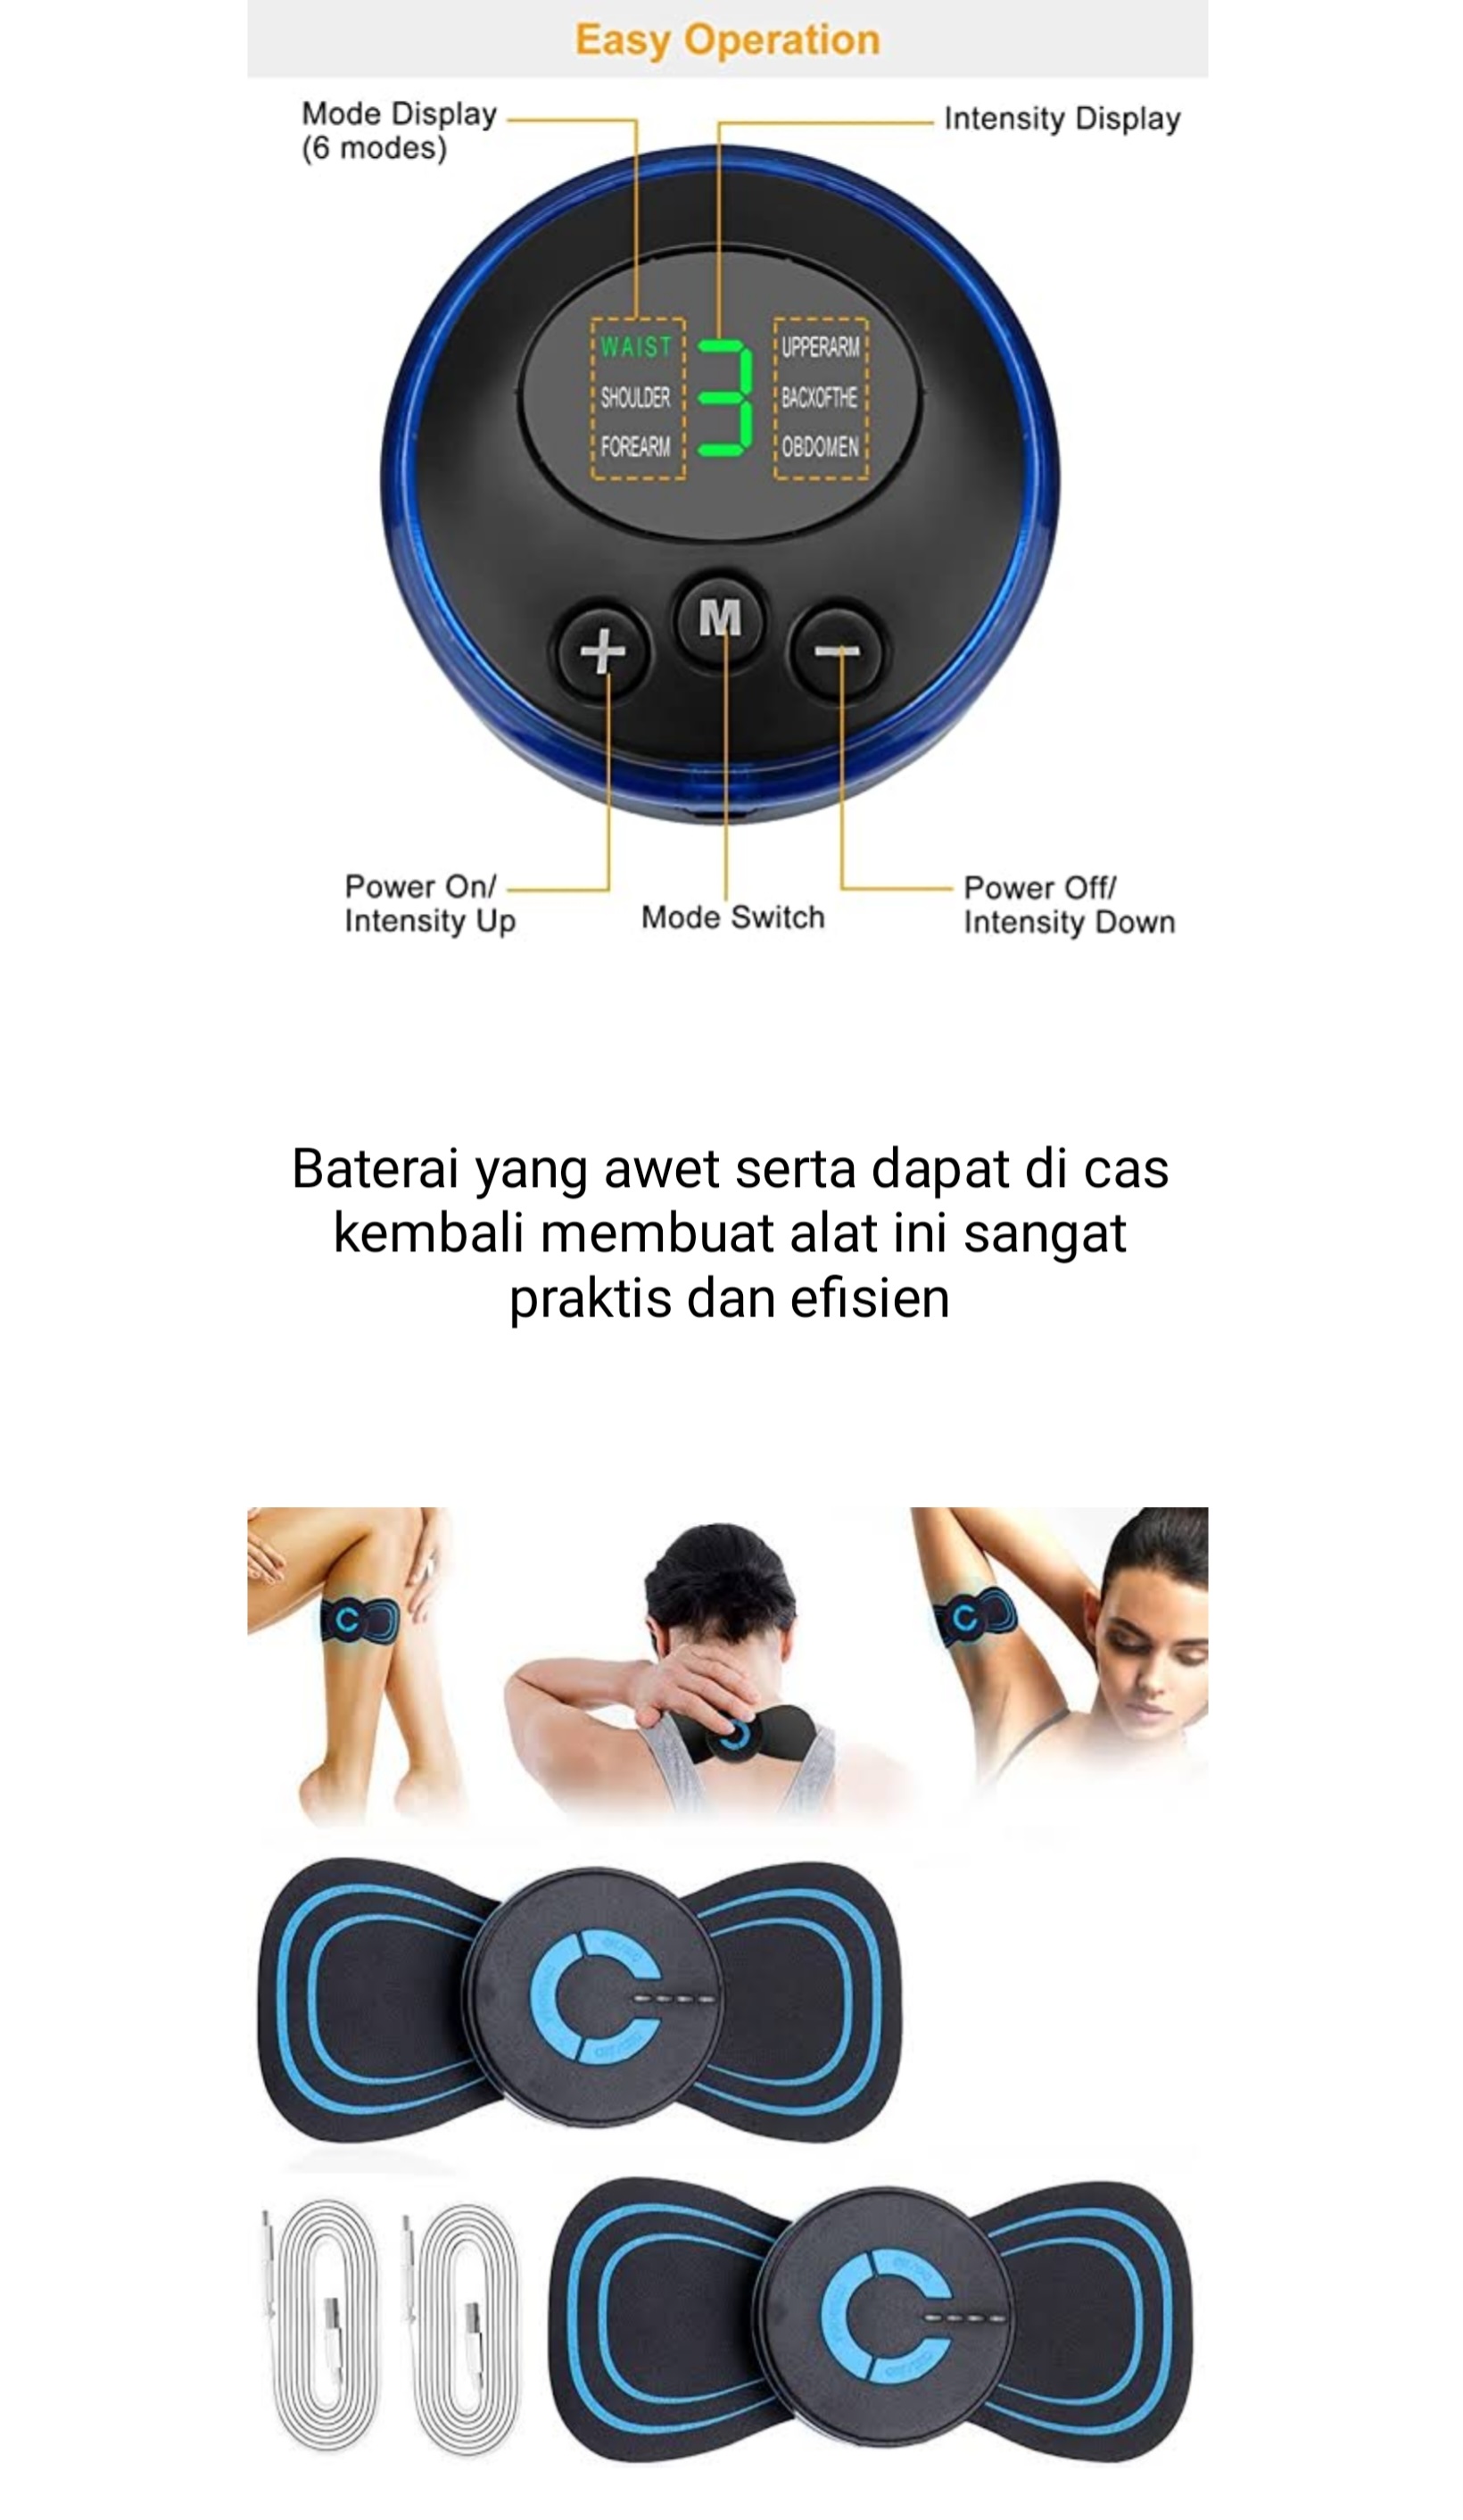 Easy Operation
Mode Display
(6 modes)
Intensity Display
WAIST
SHOULDER
FOREARM
3
UPPERARM
BACXOFTHE
OBDOMEN
+
M
−
Power On/
Intensity Up
Mode Switch
Power Off/
Intensity Down
Baterai yang awet serta dapat di cas
kembali membuat alat ini sangat
praktis dan efisien